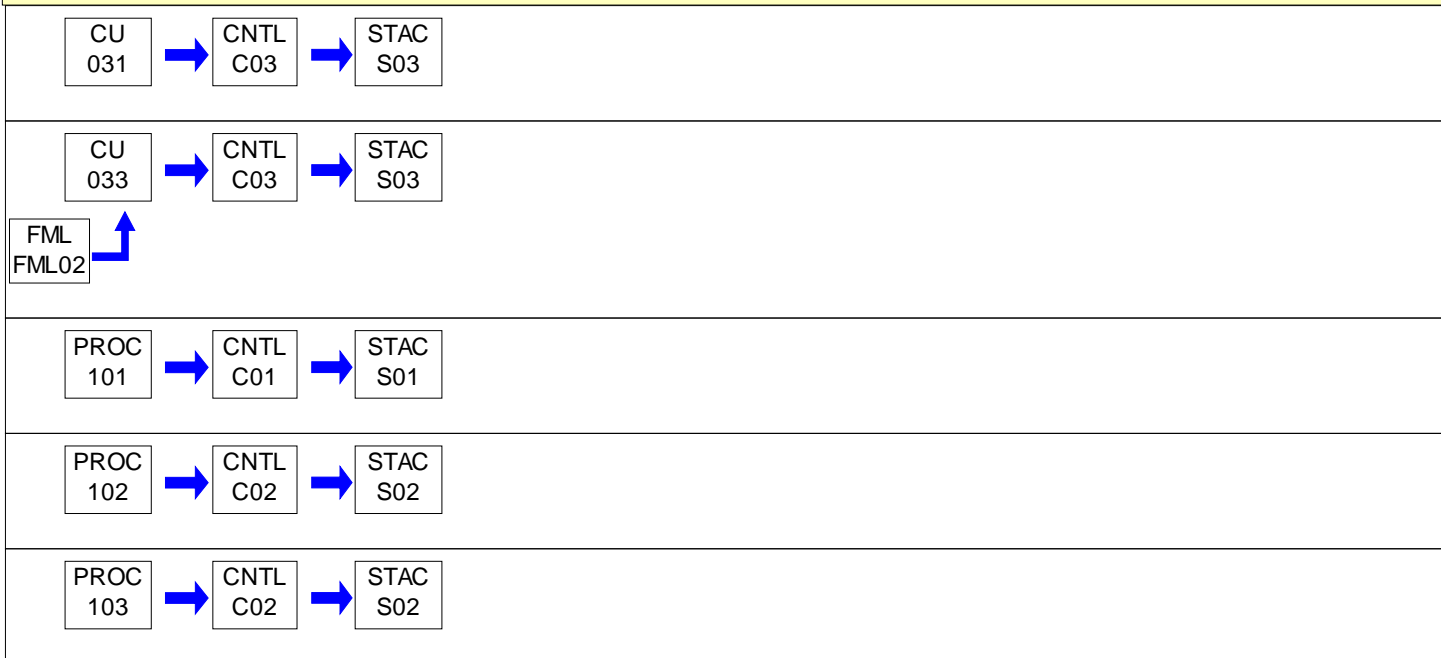 CU
031
CNTL
C03
STAC
S03
CU
033
CNTL
C03
STAC
S03
FML
FML02
PROC
101
CNTL
C01
STAC
S01
PROC
102
CNTL
C02
STAC
S02
PROC
103
CNTL
C02
STAC
S02